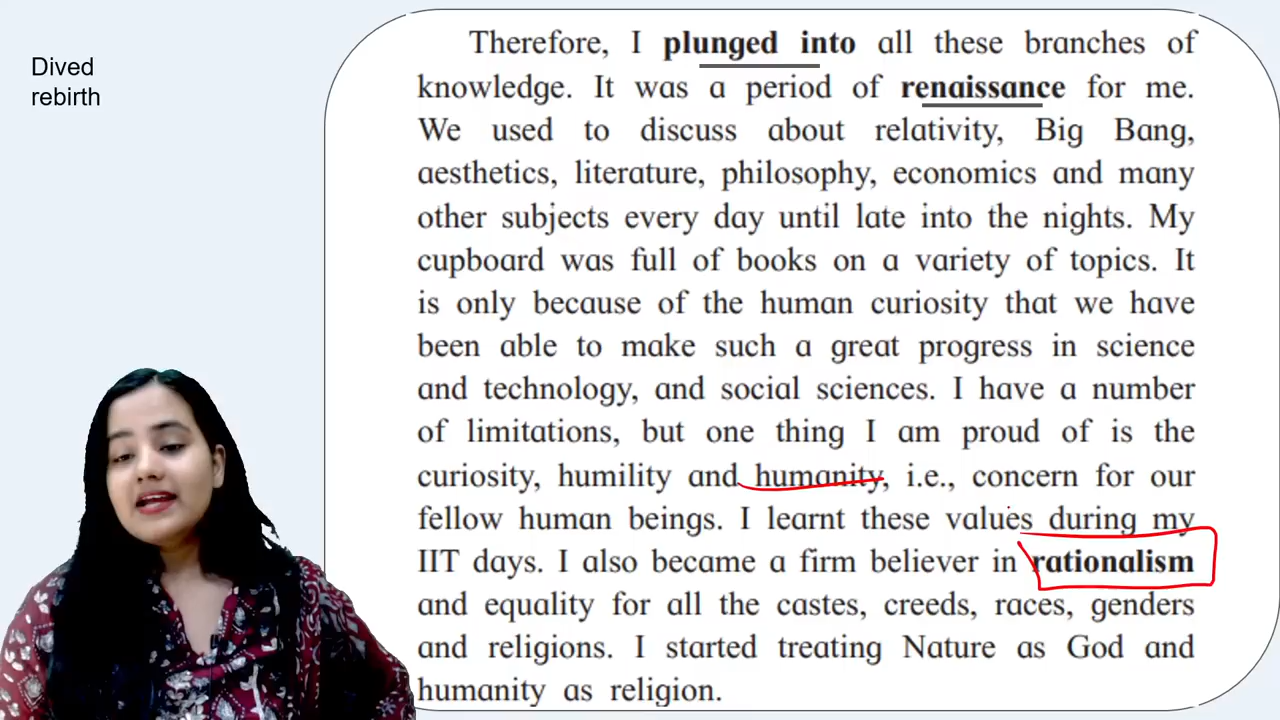 Dived
rebirth
Therefore, I plunged into all these branches of
knowledge. It was a period of renaissance for me.
We used to discuss about relativity, Big Bang,
aesthetics, literature, philosophy, economics and many
other subjects every day until late into the nights. My
cupboard was full of books on a variety of topics. It
is only because of the human curiosity that we have
been able to make such a great progress in science
and technology, and social sciences. I have a number
of limitations, but one thing I am proud of is the
curiosity, humility and humanity, i.e., concern for our
fellow human beings. I learnt these values during my
IIT days. I also became a firm believer in rationalism
and equality for all the castes, creeds, races, genders
and religions. I started treating Nature as God and
humanity as religion.